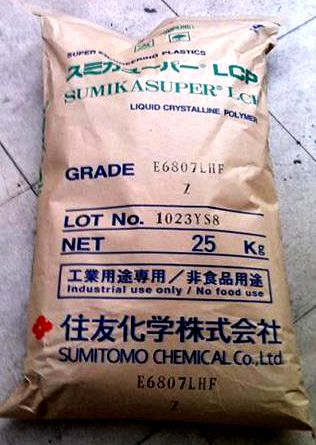 SUPER ENGINEERING PLASTICS
スミカスーパー® LCP
SUMIKASUPER® LCP
LIQUID CRYSTALLINE POLYMER
GRADE E6807LHF
Z
LOT No. 1023YS8
NET 25 Kg
工業用途専用/非食品用途
Industrial use only / No food use
住友化学株式会社
SUMITOMO CHEMICAL Co., Ltd.
E6807LHF
Z